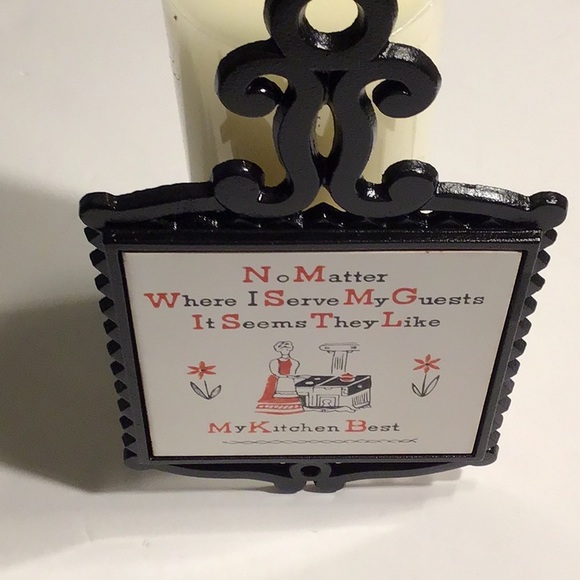 No Matter
Where I Serve My Guests
It Seems They Like
My Kitchen Best